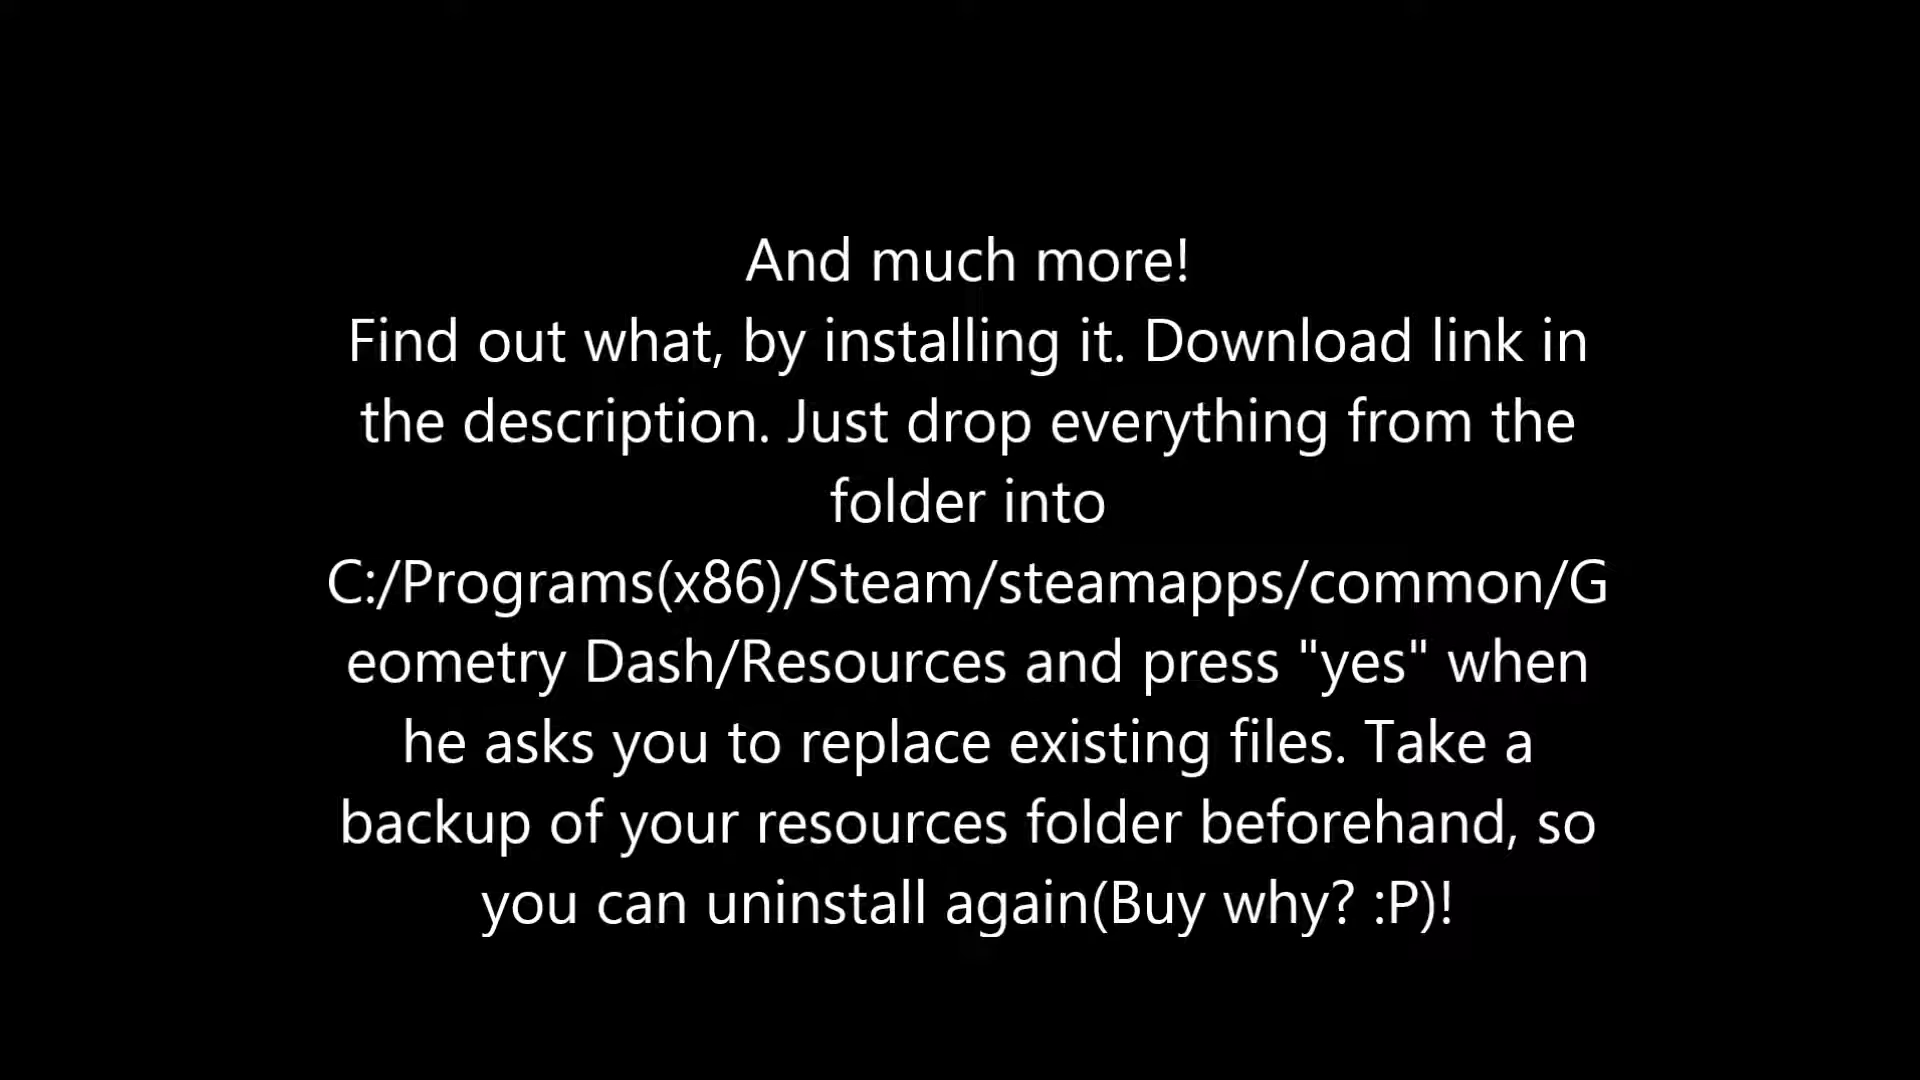 And much more!
Find out what, by installing it. Download link in
the description. Just drop everything from the
folder into
C:/Programs(x86)/Steam/steamapps/common/G
eometry Dash/Resources and press "yes" when
he asks you to replace existing files. Take a
backup of your resources folder beforehand, so
you can uninstall again(Buy why? :P)!